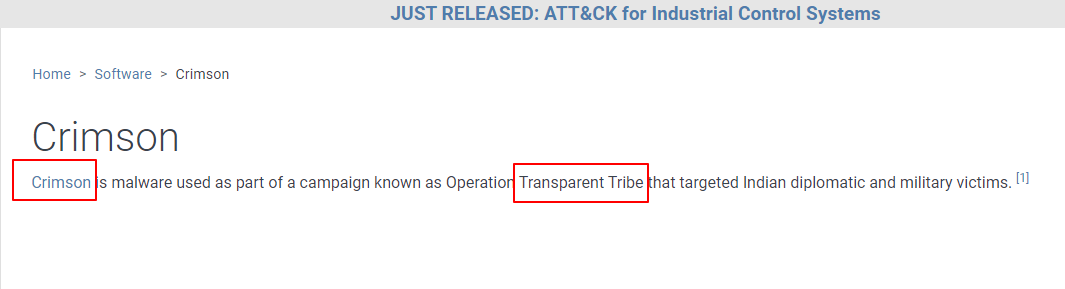 JUST RELEASED: ATT&CK for Industrial Control Systems
Home > Software > Crimson
Crimson
Crimson is malware used as part of a campaign known as Operation Transparent Tribe that targeted Indian diplomatic and military victims. [1]